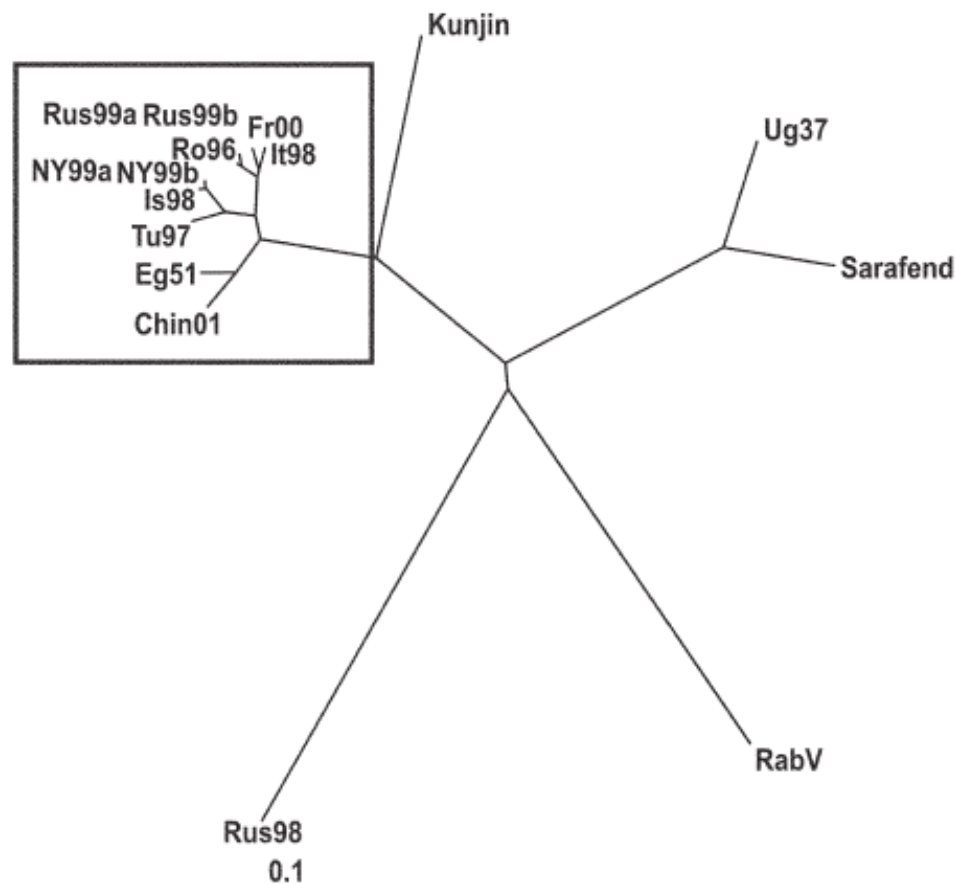 Kunjin
Rus99a Rus99b
Fr00
Ug37
Ro96
It98
NY99a NY99b
Is98
Tu97
Sarafend
Eg51
Chin01
RabV
Rus98
0.1